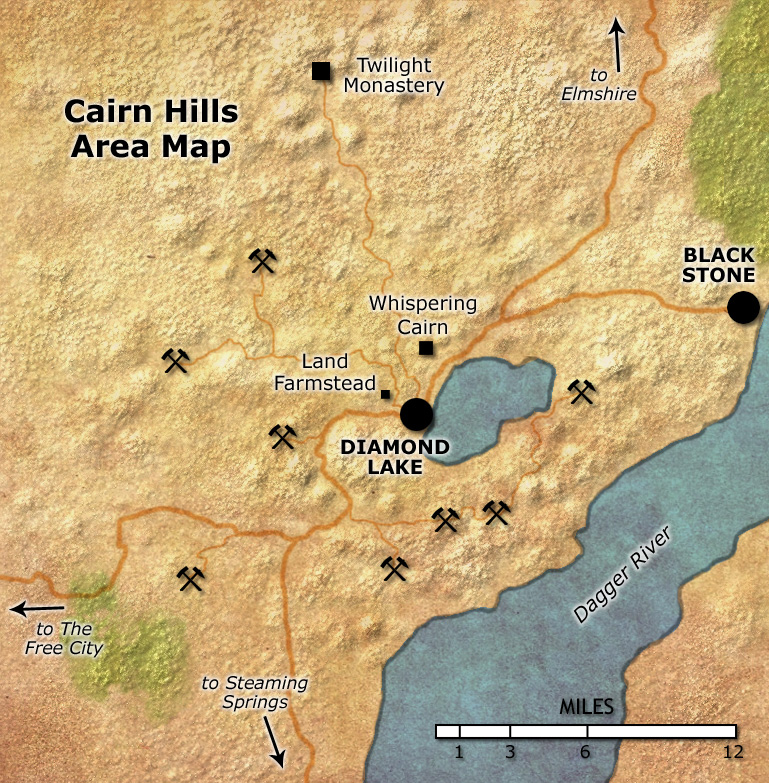 Twilight
Monastery
to
Elmshire
Cairn Hills
Area Map
BLACK
STONE
Whispering
Cairn
Land
Farmstead
DIAMOND
LAKE
Dagger River
to The
Free City
to Steaming
Springs
MILES
1 3 6 12